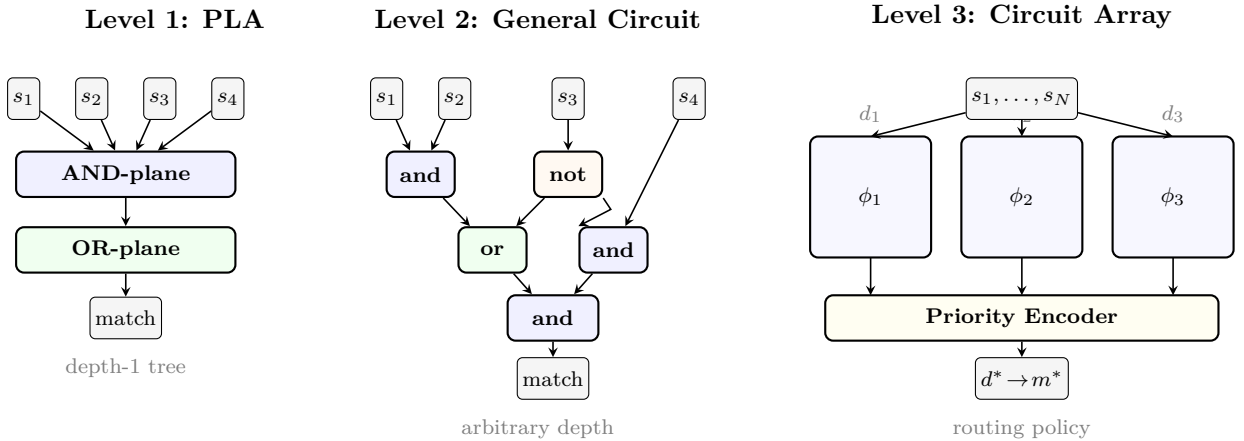 Level 1: PLA
s₁ s₂ s₃ s₄
AND-plane
OR-plane
match
depth-1 tree
Level 2: General Circuit
s₁ s₂ s₃ s₄
and not
or and
and
match
arbitrary depth
Level 3: Circuit Array
s₁, . . . , s_N
d₁ d₃
ϕ₁ ϕ₂ ϕ₃
Priority Encoder
d* → m*
routing policy